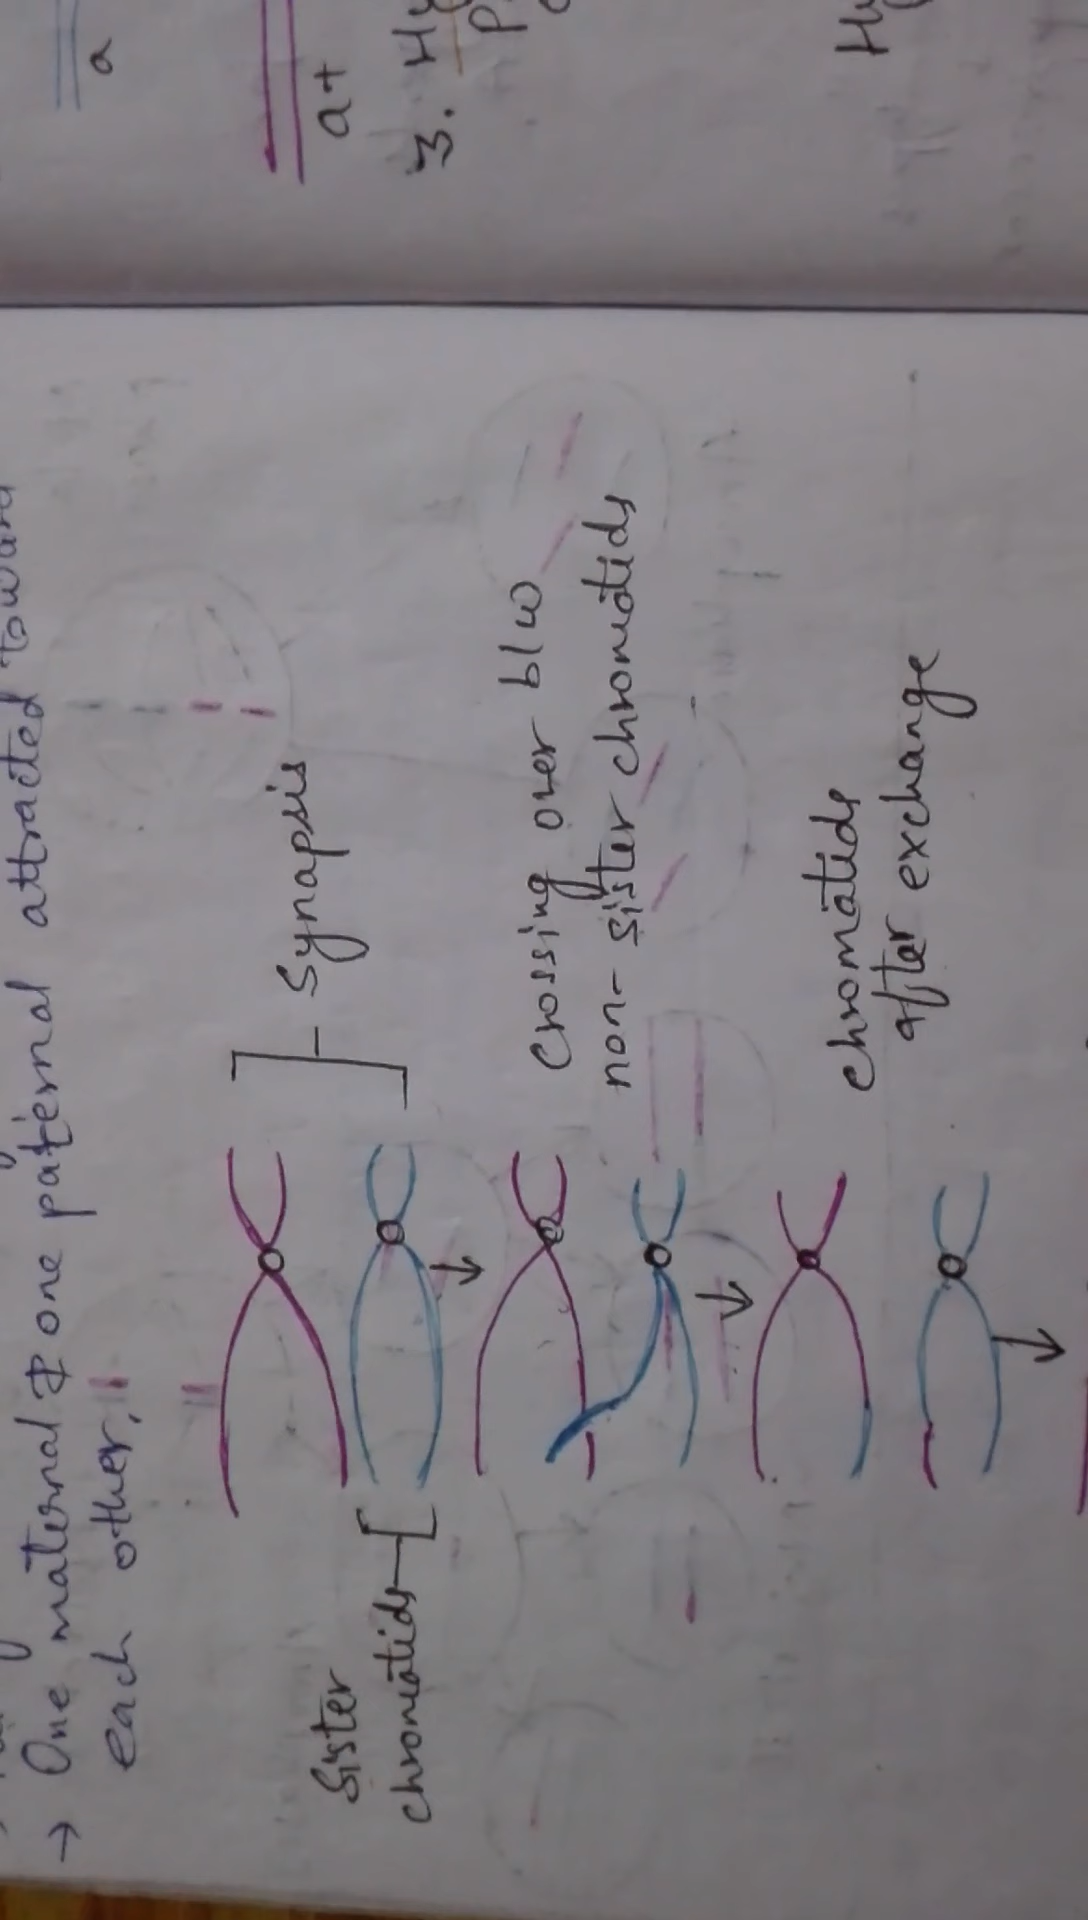 → One maternal & one paternal attracted toward
each other.
Synapsis
Sister
chromatids
Crossing over b/w
non-sister chromatids
chromatids
after exchange
a
a+
3.